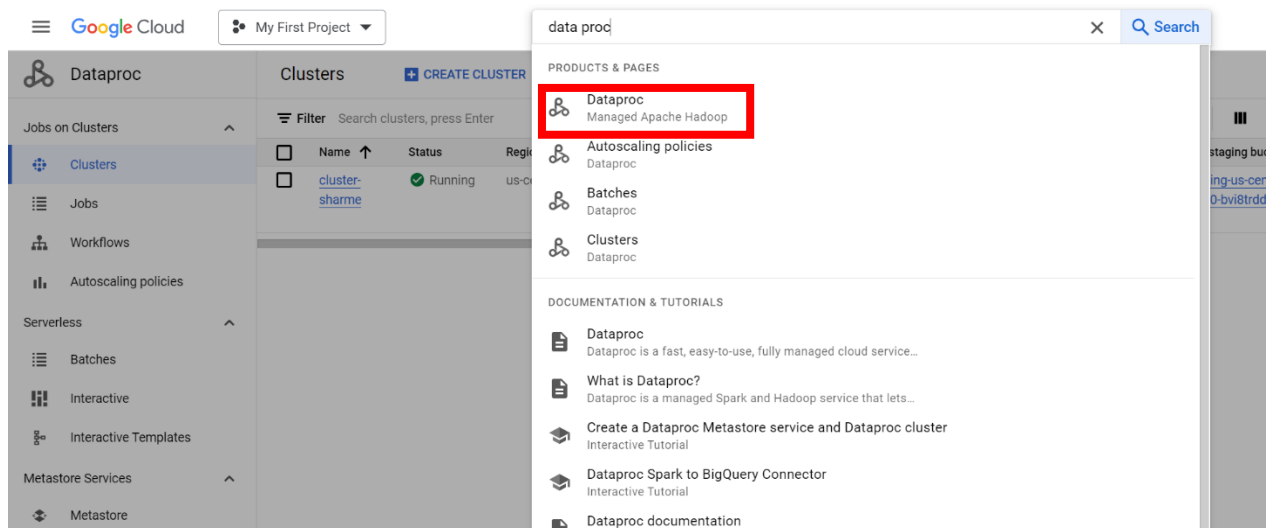 Google Cloud
My First Project
data proc
Search
Dataproc
Clusters
CREATE CLUSTER
Jobs on Clusters
Clusters
Jobs
Workflows
Autoscaling policies
Serverless
Batches
Interactive
Interactive Templates
Metastore Services
Metastore
Filter Search clusters, press Enter
Name Status
cluster-
sharme
Running
PRODUCTS & PAGES
Dataproc
Managed Apache Hadoop
Autoscaling policies
Dataproc
Batches
Dataproc
Clusters
Dataproc
DOCUMENTATION & TUTORIALS
Dataproc
Dataproc is a fast, easy-to-use, fully managed cloud service…
What is Dataproc?
Dataproc is a managed Spark and Hadoop service that lets…
Create a Dataproc Metastore service and Dataproc cluster
Interactive Tutorial
Dataproc Spark to BigQuery Connector
Interactive Tutorial
Dataproc documentation
staging